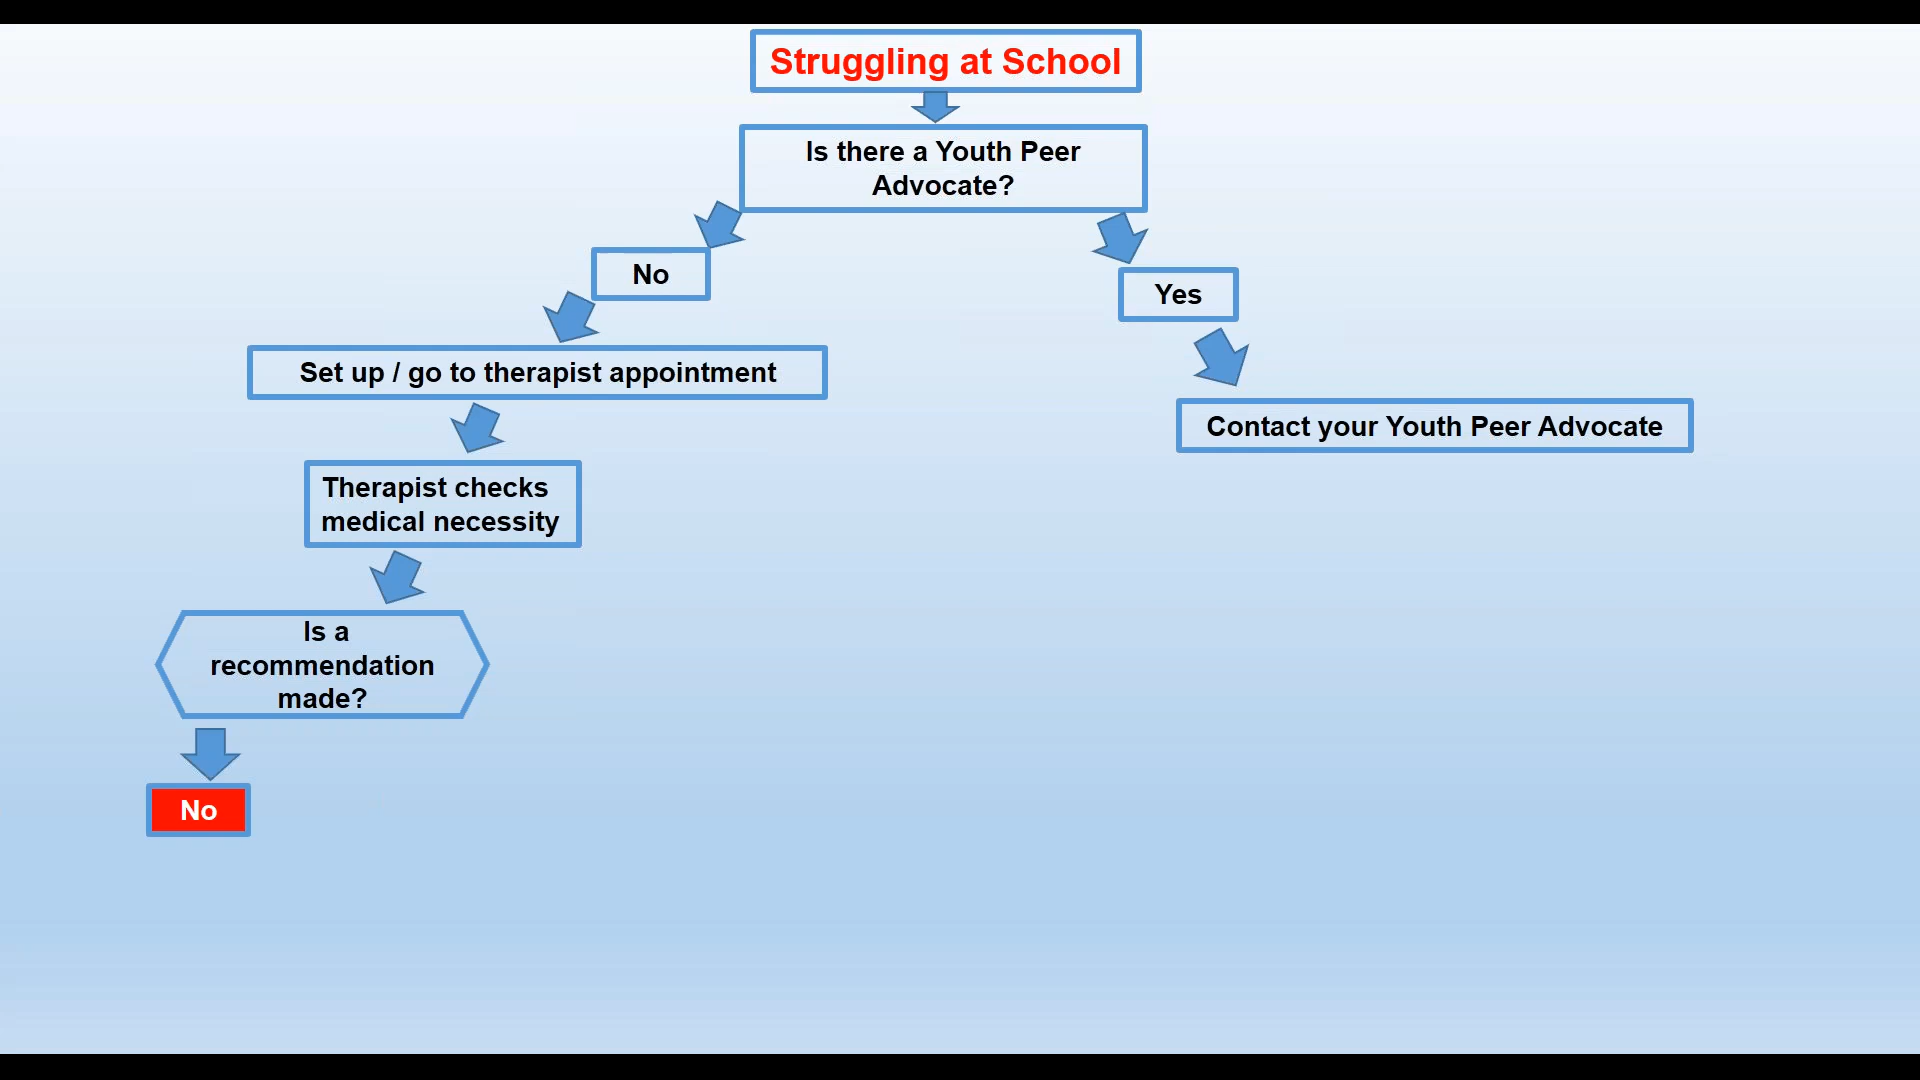 Struggling at School
Is there a Youth Peer
Advocate?
No
Yes
Set up / go to therapist appointment
Contact your Youth Peer Advocate
Therapist checks
medical necessity
Is a
recommendation
made?
No